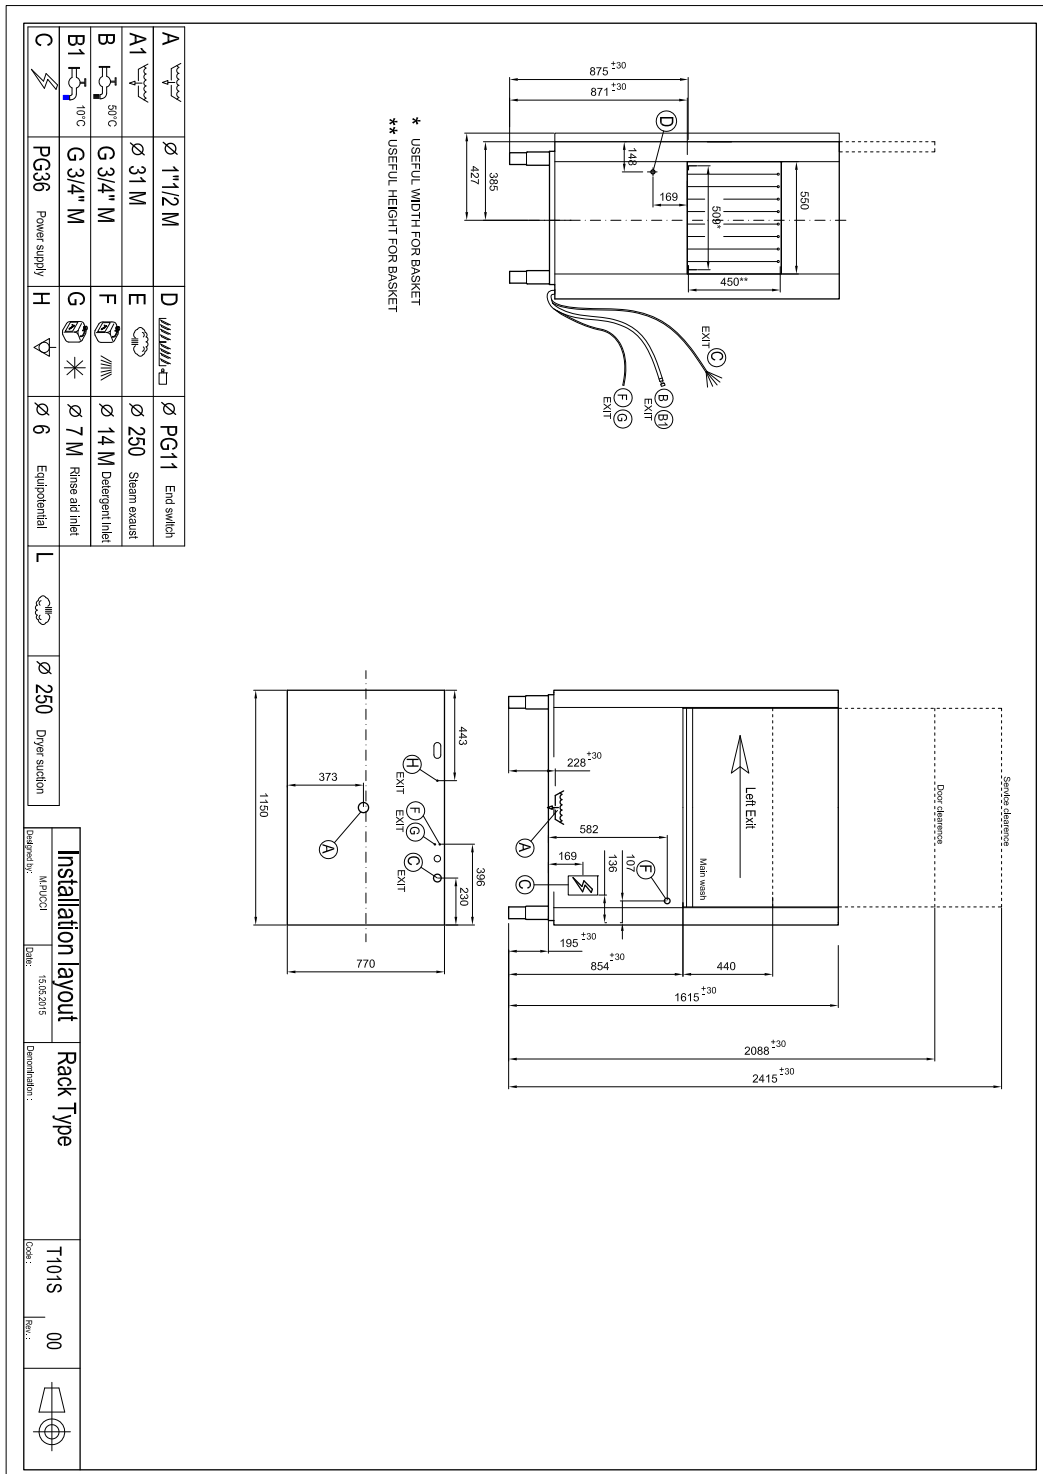 875 ±30
871 ±30
D
148
169
385
427
550
509*
450**
C
EXIT
B B1
EXIT
F G
EXIT
* USEFUL WIDTH FOR BASKET
** USEFUL HEIGHT FOR BASKET
Service clearence
Door clearence
Left Exit
Main wash
228 ±30
582
169
136
107
A
C
F
195 ±30
854 ±30
440
1615 ±30
2088 ±30
2415 ±30
443
H
EXIT
F G
EXIT
C
EXIT
396
230
373
A
1150
770
A Ø 1"1/2 M D Ø PG11 End switch
A1 Ø 31 M E Ø 250 Steam exaust
B 50°C G 3/4" M F Ø 14 M Detergent Inlet
B1 10°C G 3/4" M G Ø 7 M Rinse aid inlet
C PG36 Power supply H Ø 6 Equipotential L Ø 250 Dryer suction
Installation layout
Designed by: M.PUCCI Date: 15.05.2015
Rack Type
Denomination :
T101S 00
Code : Rev. :